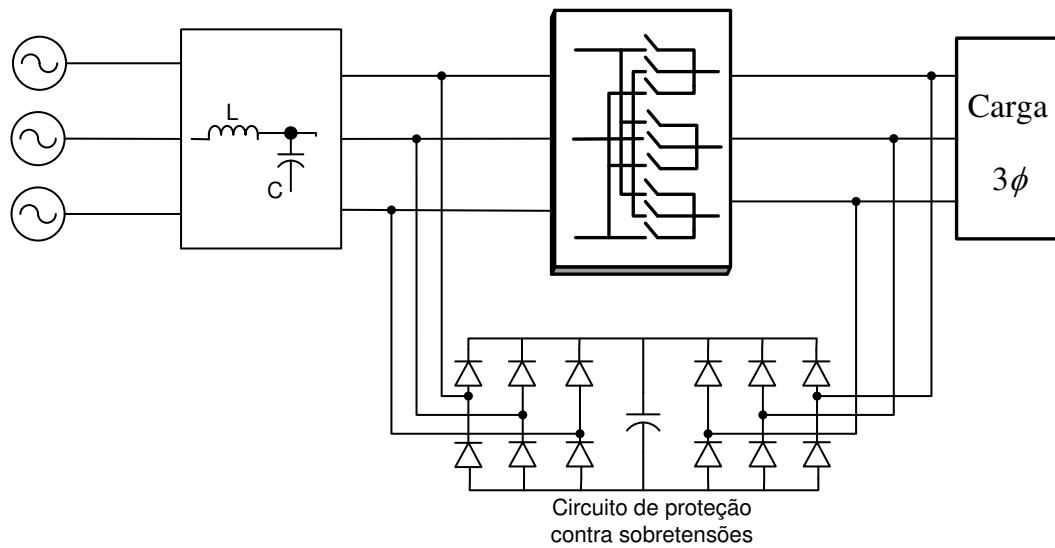 L
C
Carga
3ϕ
Circuito de proteção
contra sobretensões